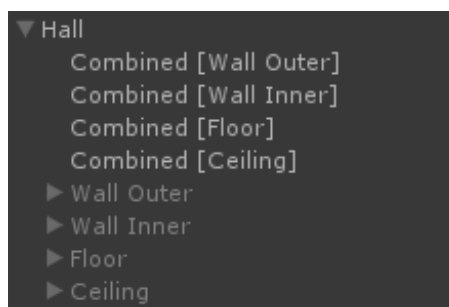 Hall
Combined [Wall Outer]
Combined [Wall Inner]
Combined [Floor]
Combined [Ceiling]
Wall Outer
Wall Inner
Floor
Ceiling